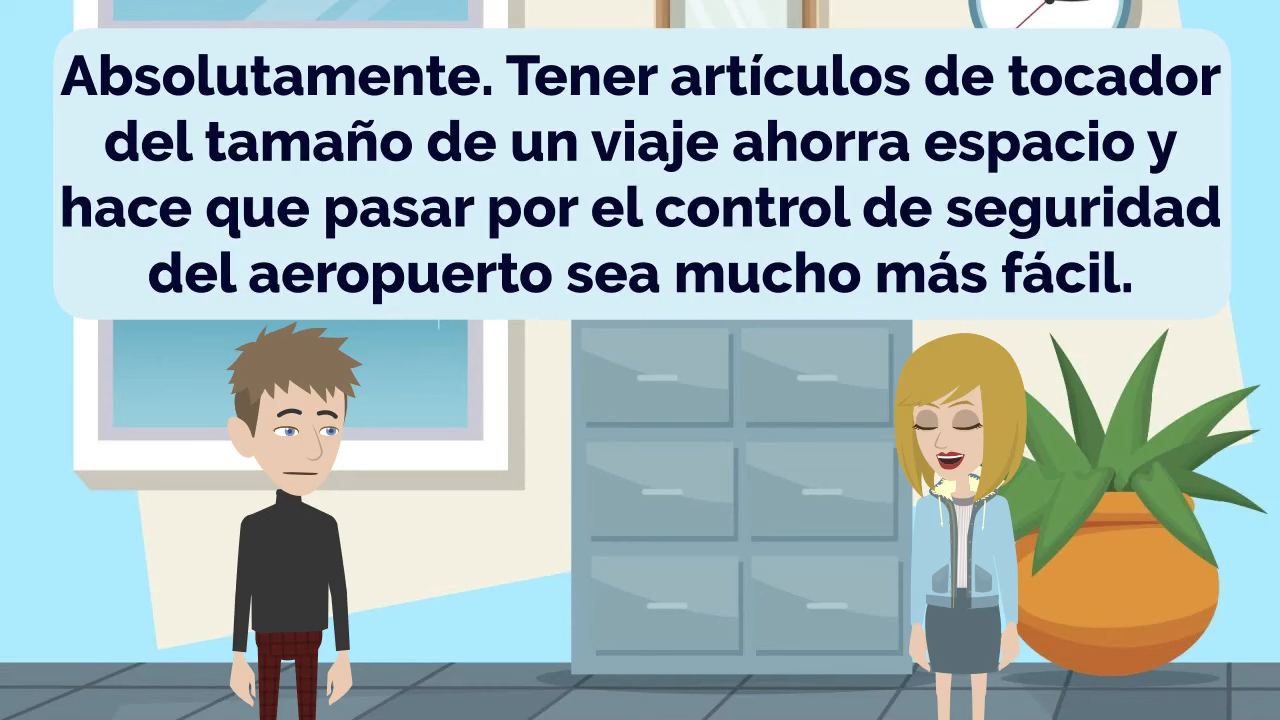 Absolutamente. Tener artículos de tocador
del tamaño de un viaje ahorra espacio y
hace que pasar por el control de seguridad
del aeropuerto sea mucho más fácil.